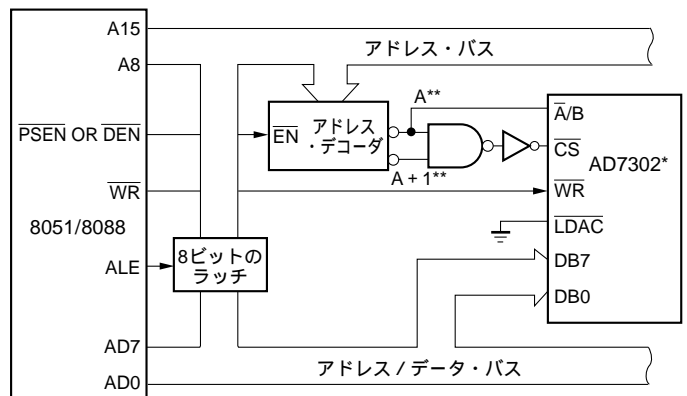 A15
アドレス・バス
A8
A**
PSEN OR DEN
EN
アドレス
・デコーダ
A/B
CS
AD7302*
A + 1**
WR
WR
8051/8088
LDAC
ALE
8ビットの
ラッチ
DB7
DB0
AD7
アドレス / データ・バス
AD0